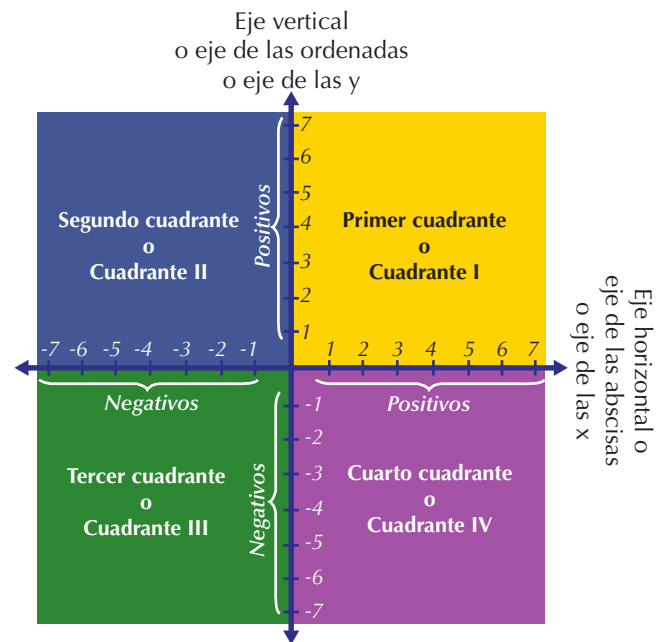 Eje vertical
o eje de las ordenadas
o eje de las y
7
6
5
4
3
2
1
Positivos
Segundo cuadrante
o
Cuadrante II
Primer cuadrante
o
Cuadrante I
-7 -6 -5 -4 -3 -2 -1
1 2 3 4 5 6 7
Eje horizontal o
eje de las abscisas
o eje de las x
Negativos
Positivos
-1
-2
-3
-4
-5
-6
-7
Negativos
Tercer cuadrante
o
Cuadrante III
Cuarto cuadrante
o
Cuadrante IV